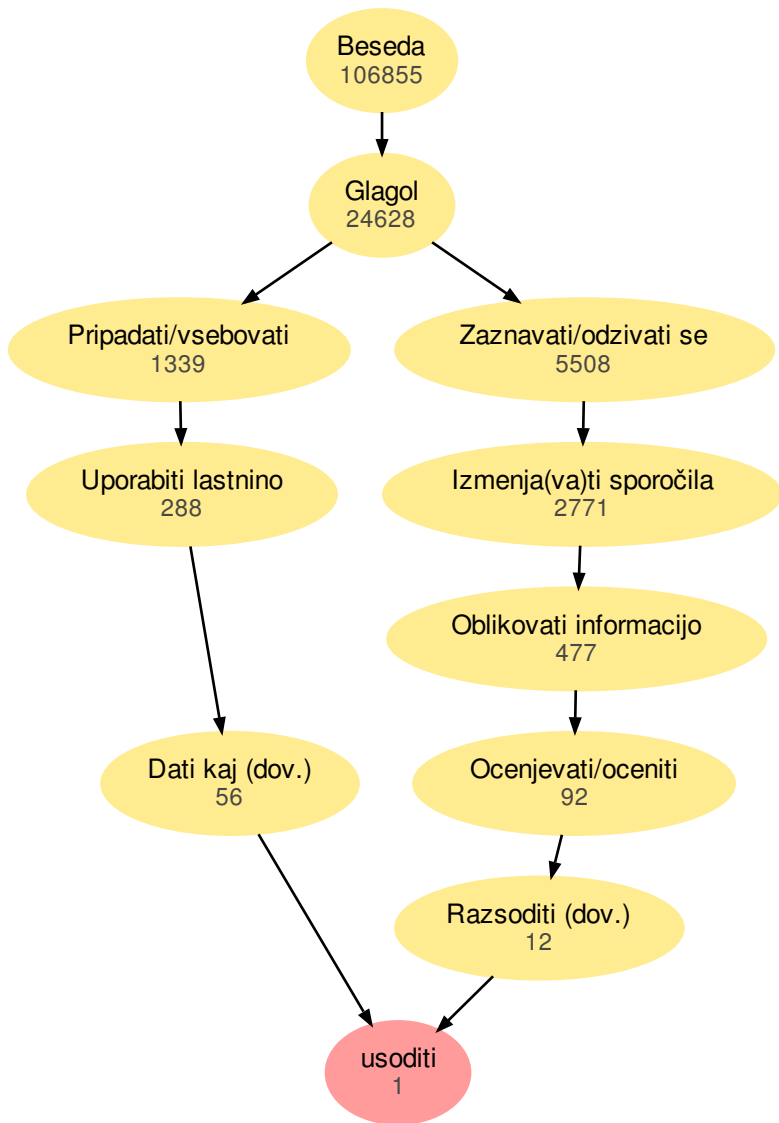 Beseda
106855
Glagol
24628
Pripadati/vsebovati
1339
Zaznavati/odzivati se
5508
Uporabiti lastnino
288
Izmenja(va)ti sporočila
2771
Oblikovati informacijo
477
Dati kaj (dov.)
56
Ocenjevati/oceniti
92
Razsoditi (dov.)
12
usoditi
1